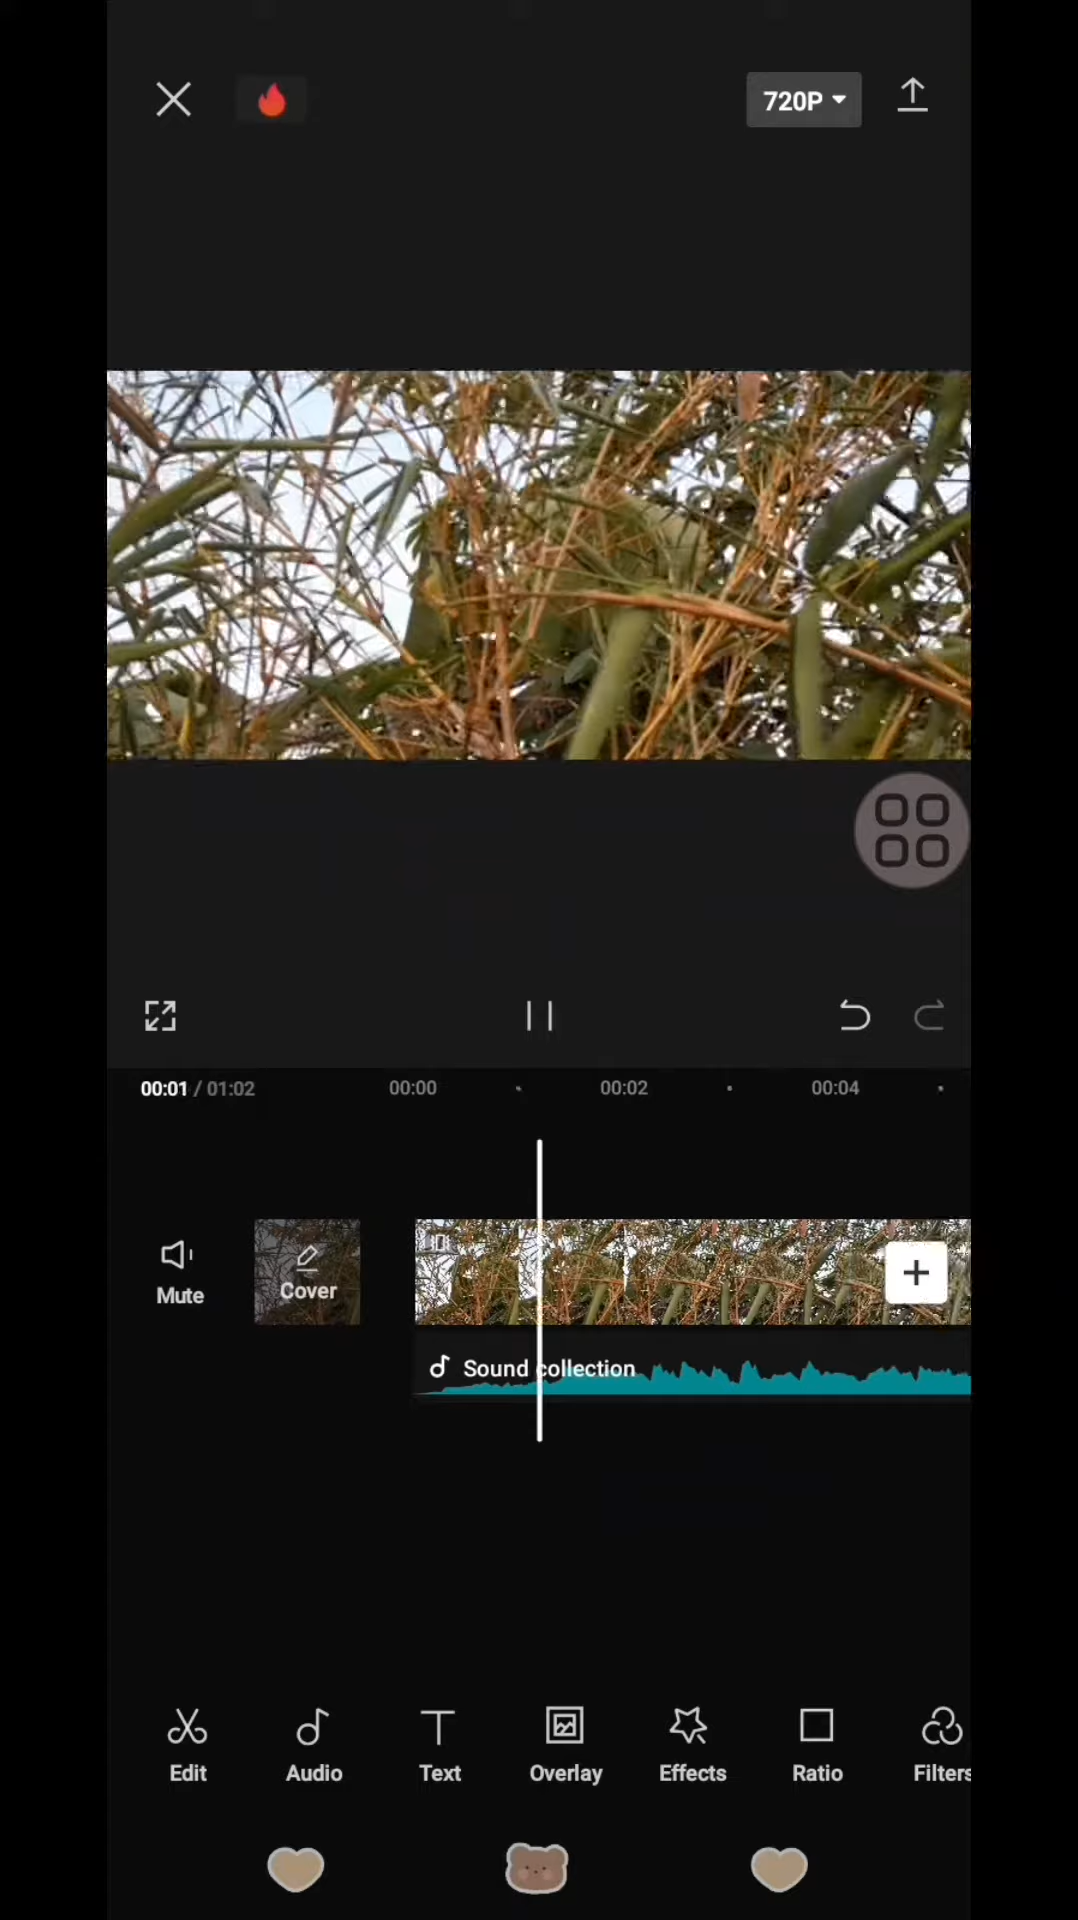 720P
00:01 / 01:02 00:00 00:02 00:04
Mute
Cover
Sound collection
Edit Audio Text Overlay Effects Ratio Filters